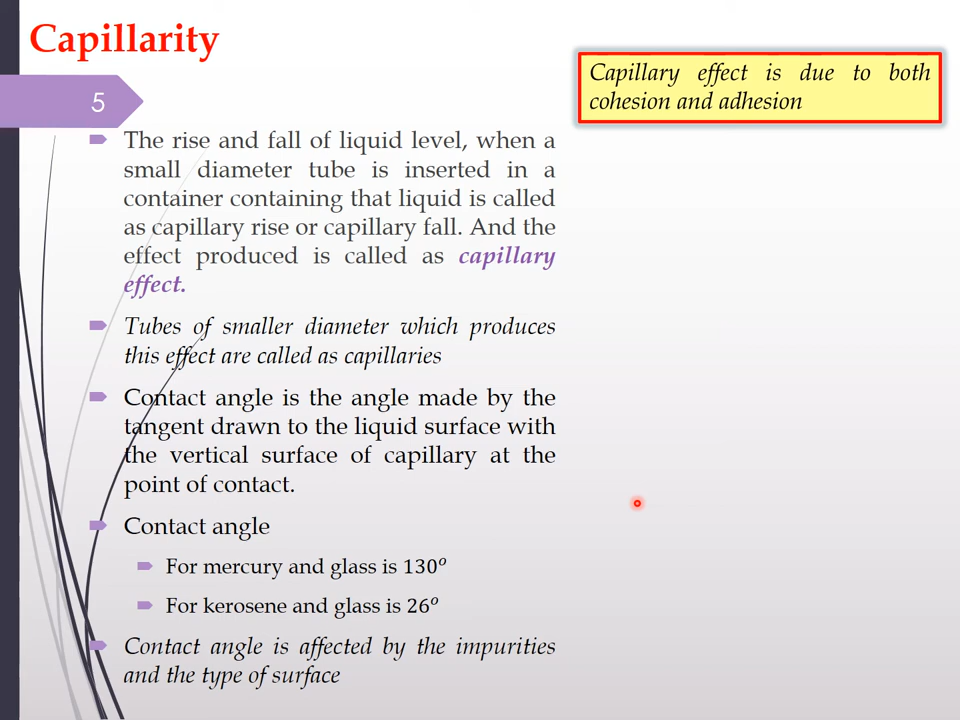 Capillarity
Capillary effect is due to both
cohesion and adhesion
5
The rise and fall of liquid level, when a
small diameter tube is inserted in a
container containing that liquid is called
as capillary rise or capillary fall. And the
effect produced is called as capillary
effect.
Tubes of smaller diameter which produces
this effect are called as capillaries
Contact angle is the angle made by the
tangent drawn to the liquid surface with
the vertical surface of capillary at the
point of contact.
Contact angle
For mercury and glass is 130°
For kerosene and glass is 26°
Contact angle is affected by the impurities
and the type of surface